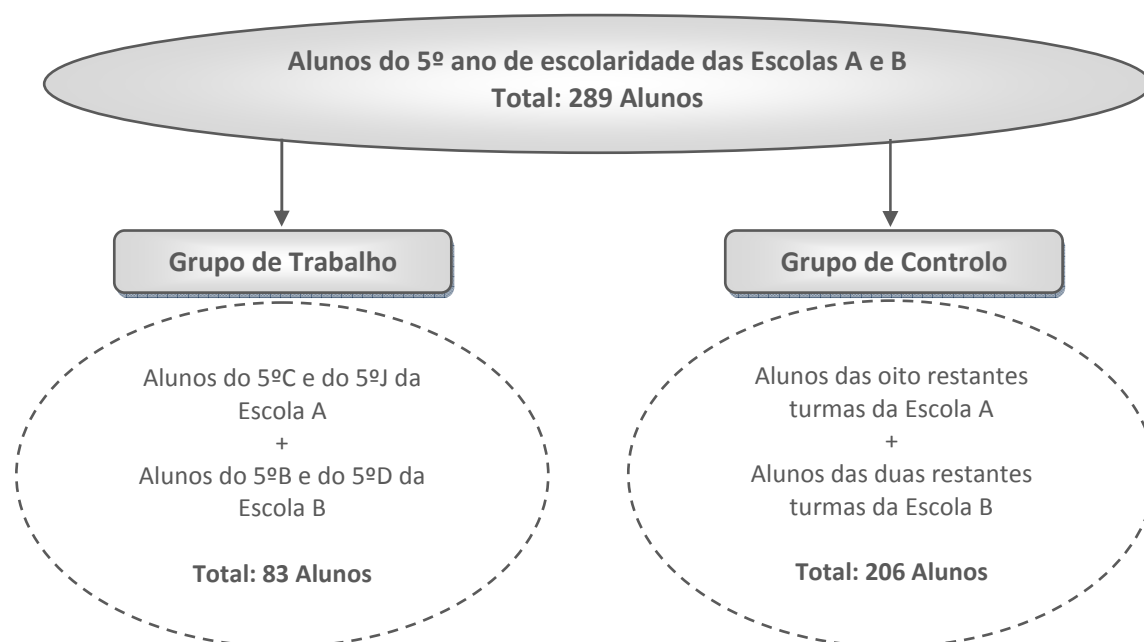 Alunos do 5º ano de escolaridade das Escolas A e B
Total: 289 Alunos
Grupo de Trabalho
Alunos do 5ºC e do 5ºJ da
Escola A
+
Alunos do 5ºB e do 5ºD da
Escola B
Total: 83 Alunos
Grupo de Controlo
Alunos das oito restantes
turmas da Escola A
+
Alunos das duas restantes
turmas da Escola B
Total: 206 Alunos